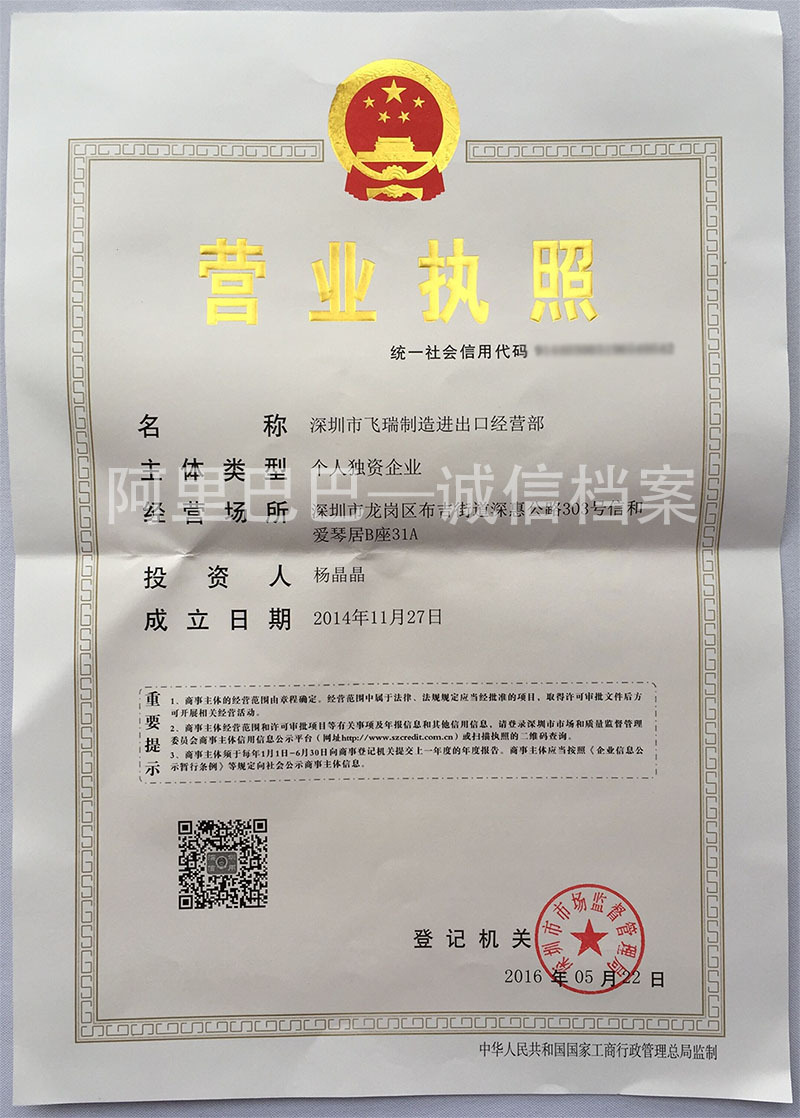 营业执照
统一社会信用代码
名称 深圳市飞瑞制造进出口经营部
主体类型 个人独资企业
阿里巴巴—诚信档案
经营场所 深圳市龙岗区布吉街道深惠公路303号信和
爱琴居B座31A
投资人 杨晶晶
成立日期 2014年11月27日
重要提示
1、商事主体的经营范围由章程确定。经营范围中属于法律、法规规定应当经批准的项目，取得许可审批文件后方
可开展相关经营活动。
2、商事主体经营范围和许可审批项目等有关事项及年报信息和其他信用信息，请登录深圳市市场和质量监督管理
委员会商事主体信用信息公示平台（网址http://www.szcredit.com.cn）或扫描执照的二维码查询。
3、商事主体须于每年1月1日-6月30日向商事登记机关提交上一年度的年度报告。商事主体应当按照《企业信息公
示暂行条例》等规定向社会公示商事主体信息。
登记机关
深圳市市场监督管理局
2016年05月22日
中华人民共和国国家工商行政管理总局监制